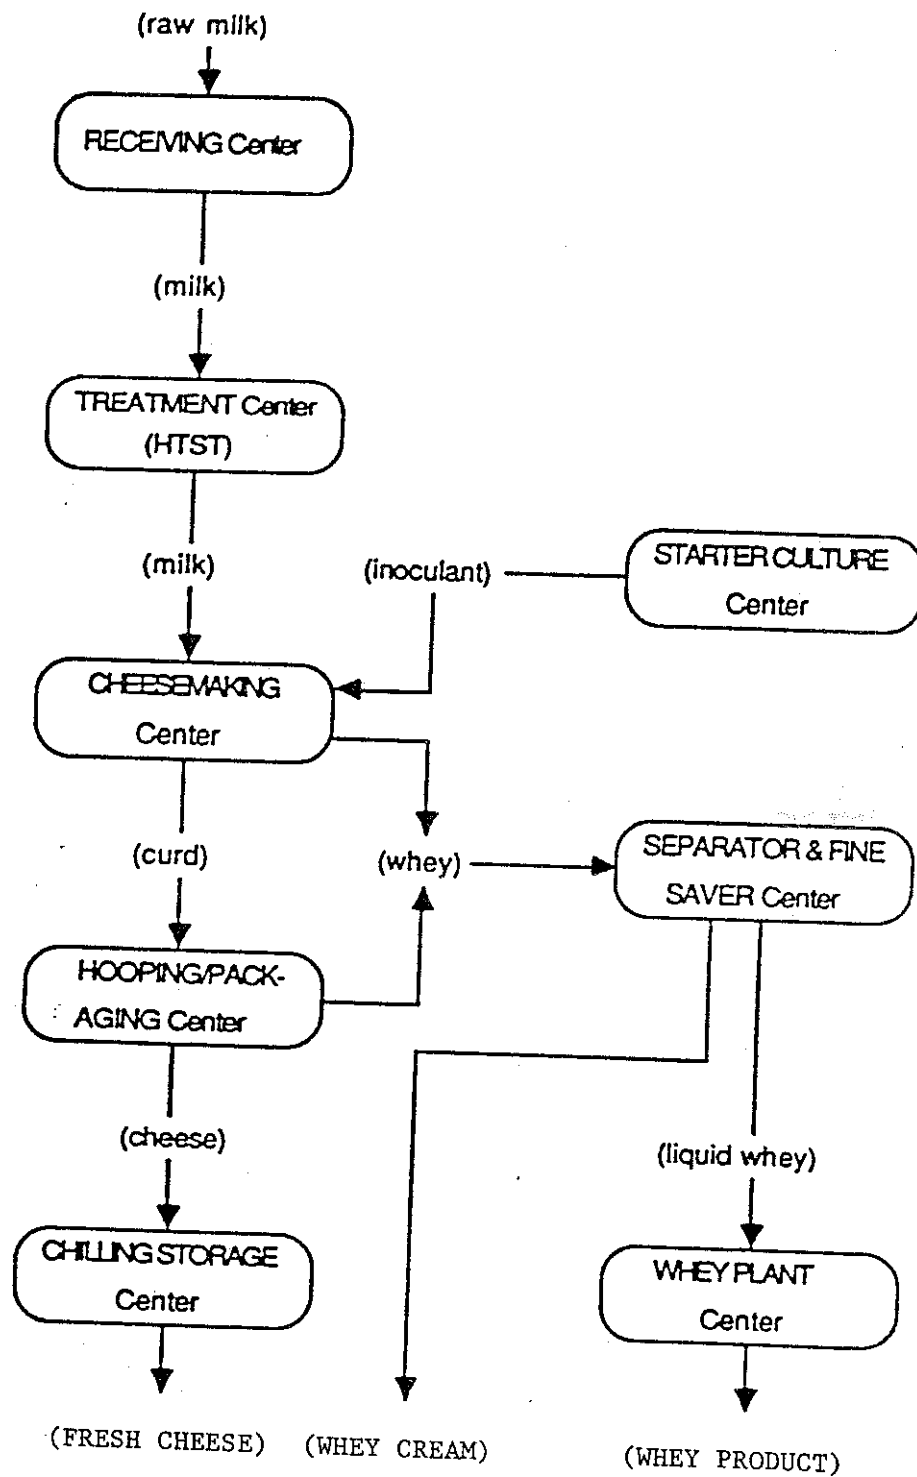 (raw milk)
RECEIVING Center
(milk)
TREATMENT Center
(HTST)
(milk)
(inoculant)
STARTER CULTURE
Center
CHEESEMAKING
Center
(curd)
(whey)
SEPARATOR & FINE
SAVER Center
HOOPING/PACK-
AGING Center
(cheese)
(liquid whey)
CHILLING STORAGE
Center
WHEY PLANT
Center
(FRESH CHEESE)
(WHEY CREAM)
(WHEY PRODUCT)